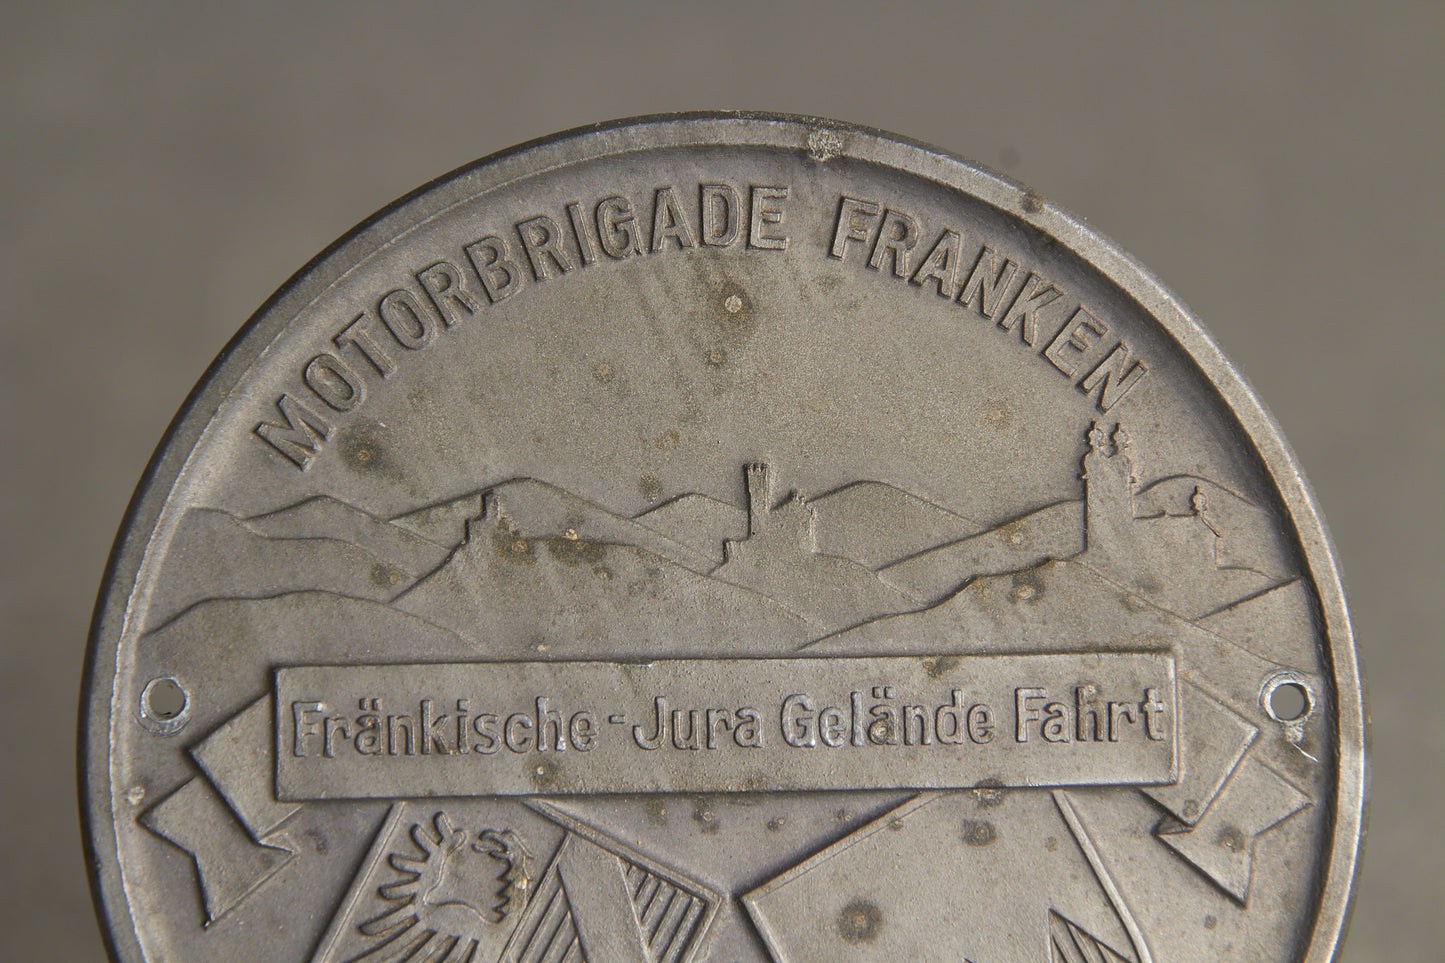 MOTORBRIGADE FRANKEN
Fränkische-Jura Gelände Fahrt